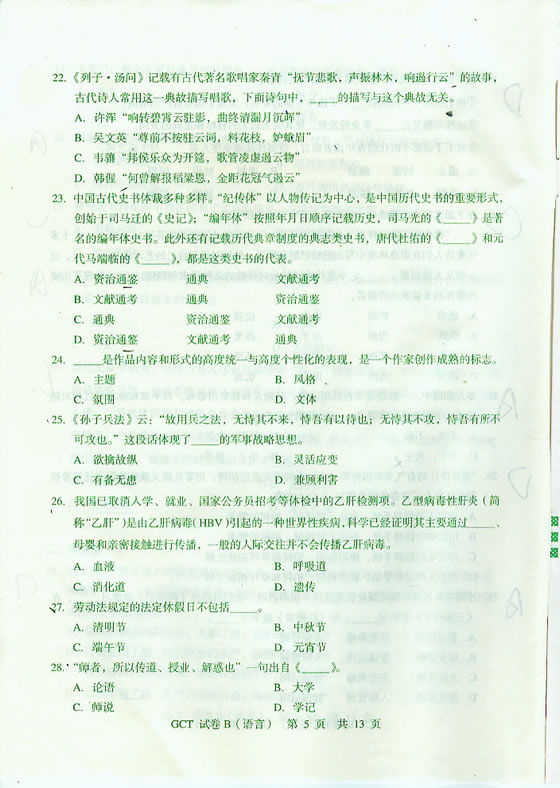 22. 《列子·汤问》记载有古代著名歌唱家秦青“抚节悲歌，声振林木，响遏行云”的故事，
古代诗人常用这一典故描写唱歌，下面诗句中，_____的描写与这个典故无关。
A. 许浑“响转碧霄云驻影，曲终清漏月沉晖”
B. 吴文英“尊前不按驻云词，料花枝，妒蛾眉”
C. 韦襄“邦侯乐众为开筵，歌管凌虚遏云物”
D. 韩偓“何曾解报稻粱恩，金距花冠气遏云”
23. 中国古代史书体裁多种多样。“纪传体”以人物传记为中心，是中国历代史书的重要形式，
创始于司马迁的《史记》；“编年体”按照年月日顺序记载历史，司马光的《_____》是著
名的编年体史书。此外还有记载历代典章制度的典志类史书，唐代杜佑的《_____》和元
代马端临的《_____》，都是这类史书的代表。
A. 资治通鉴 通典 文献通考
B. 文献通考 通典 资治通鉴
C. 通典 资治通鉴 文献通考
D. 资治通鉴 文献通考 通典
24. _____是作品内容和形式的高度统一与高度个性化的表现，是一个作家创作成熟的标志。
A. 主题 B. 风格
C. 氛围 D. 文体
25. 《孙子兵法》云：“故用兵之法，无恃其不来，恃吾有以待也；无恃其不攻，恃吾有所不
可攻也。”这段话体现了_____的军事战略思想。
A. 欲擒故纵 B. 灵活应变
C. 有备无患 D. 兼顾利害
26. 我国已取消入学、就业、国家公务员招考等体检中的乙肝检测项。乙型病毒性肝炎（简
称“乙肝”）是由乙肝病毒（HBV）引起的一种世界性疾病，科学已经证明其主要通过_____、
母婴和亲密接触进行传播，一般的人际交往并不会传播乙肝病毒。
A. 血液 B. 呼吸道
C. 消化道 D. 遗传
27. 劳动法规定的法定休假日不包括_____。
A. 清明节 B. 中秋节
C. 端午节 D. 元宵节
28. “师者，所以传道、授业、解惑也”一句出自《_____》。
A. 论语 B. 大学
C. 师说 D. 学记
GCT 试卷 B（语言） 第 5 页 共 13 页